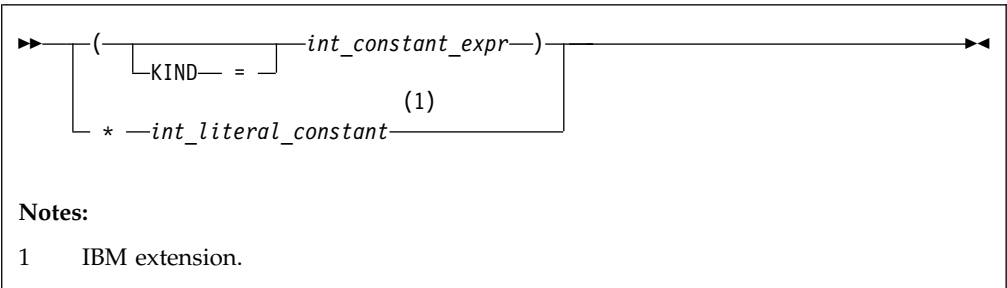 ( int_constant_expr )
KIND =
(1)
* int_literal_constant
Notes:
1 IBM extension.